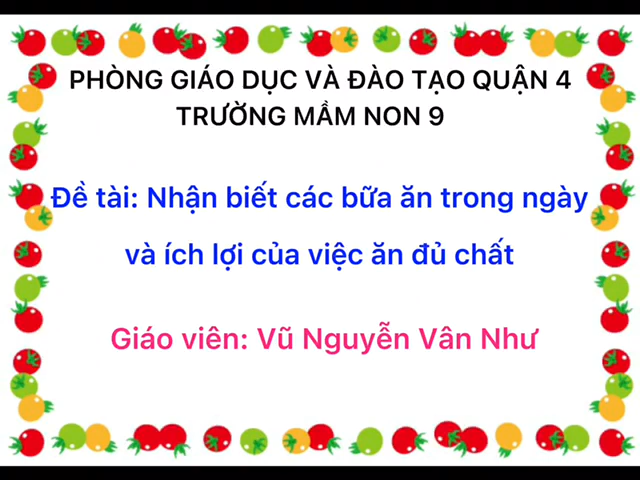 PHÒNG GIÁO DỤC VÀ ĐÀO TẠO QUẬN 4
TRƯỜNG MẦM NON 9
Đề tài: Nhận biết các bữa ăn trong ngày
và ích lợi của việc ăn đủ chất
Giáo viên: Vũ Nguyễn Vân Như